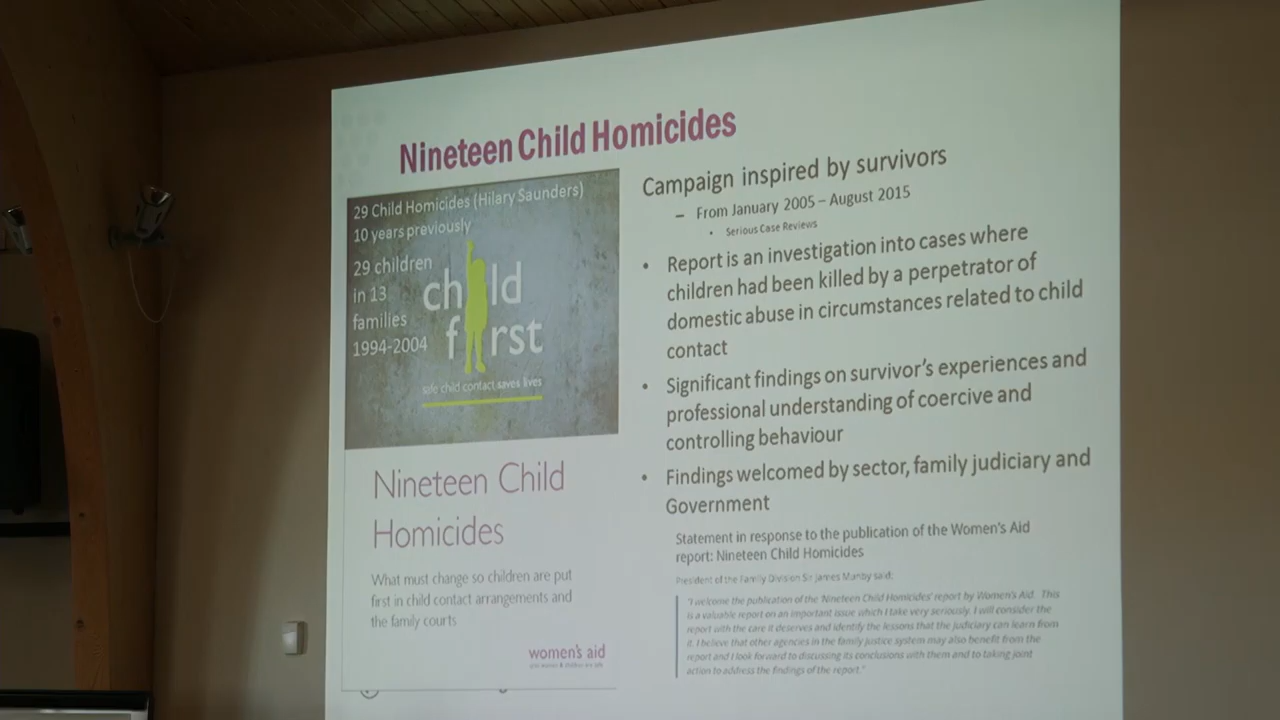 Nineteen Child Homicides
29 Child Homicides (Hilary Saunders)
10 years previously
29 children
in 13
families
1994-2004
child
first
safe child contact saves lives
Nineteen Child
Homicides
What must change so children are put
first in child contact arrangements and
the family courts
women's aid
until women & children are safe
Campaign inspired by survivors
– From January 2005 – August 2015
• Serious Case Reviews
• Report is an investigation into cases where
children had been killed by a perpetrator of
domestic abuse in circumstances related to child
contact
• Significant findings on survivor's experiences and
professional understanding of coercive and
controlling behaviour
• Findings welcomed by sector, family judiciary and
Government
Statement in response to the publication of the Women's Aid
report: Nineteen Child Homicides
President of the Family Division Sir James Munby said:
"I welcome the publication of the 'Nineteen Child Homicides' report by Women's Aid. This
is a valuable report on an important issue which I take very seriously. I will consider the
report with the care it deserves and identify the lessons that the judiciary can learn from
it. I believe that other agencies in the family justice system may also benefit from the
report and I look forward to discussing its conclusions with them and to taking joint
action to address the findings of the report."